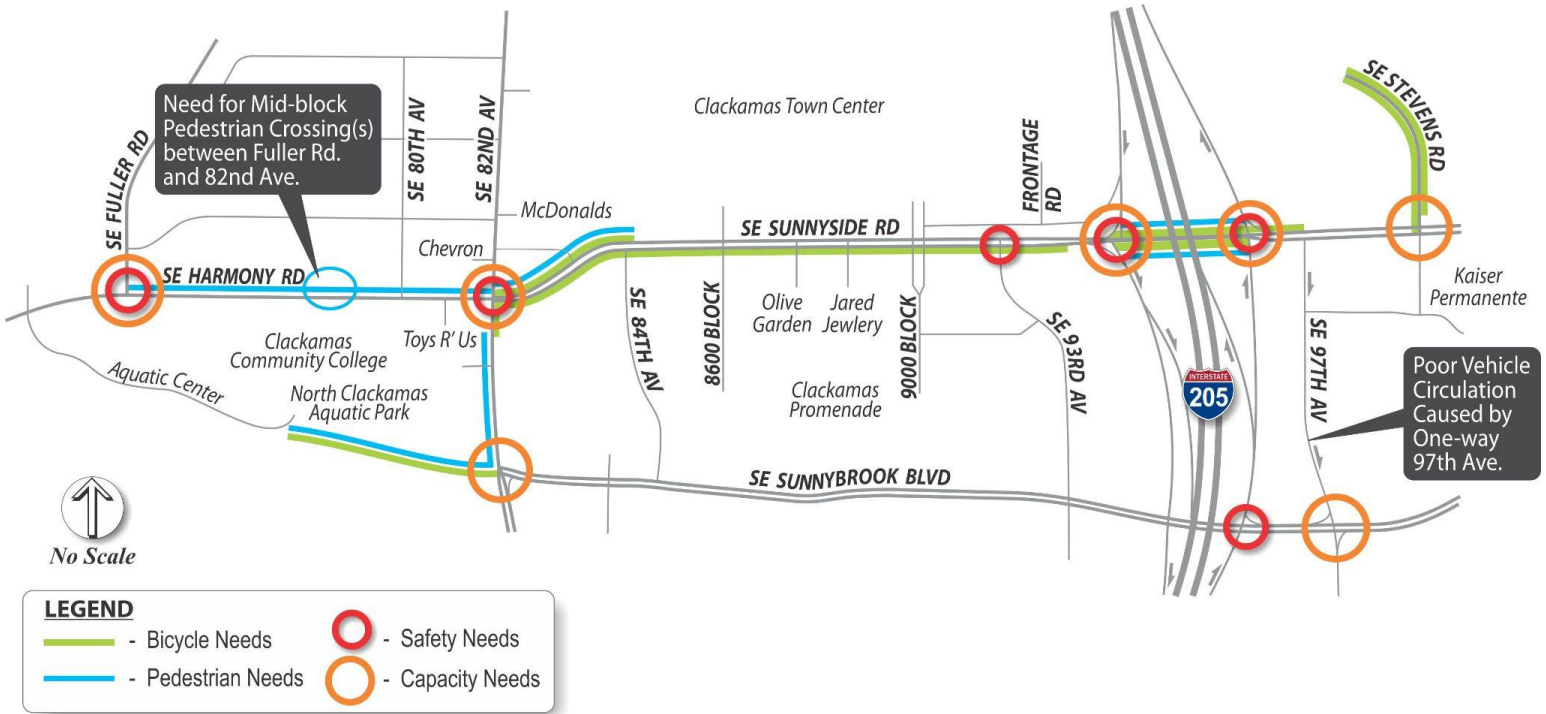 Need for Mid-block
Pedestrian Crossing(s)
between Fuller Rd.
and 82nd Ave.
SE FULLER RD
SE 80TH AV
SE 82ND AV
Clackamas Town Center
FRONTAGE
RD
SE STEVENS RD
McDonalds
Chevron
SE SUNNYSIDE RD
SE HARMONY RD
Kaiser
Permanente
Clackamas
Community College
Toys R' Us
SE 84TH AV
8600 BLOCK
Olive
Garden
Jared
Jewlery
9000 BLOCK
SE 93RD AV
SE 97TH AV
Aquatic Center
North Clackamas
Aquatic Park
Clackamas
Promenade
INTERSTATE
205
Poor Vehicle
Circulation
Caused by
One-way
97th Ave.
SE SUNNYBROOK BLVD
No Scale
LEGEND
- Bicycle Needs
- Pedestrian Needs
- Safety Needs
- Capacity Needs